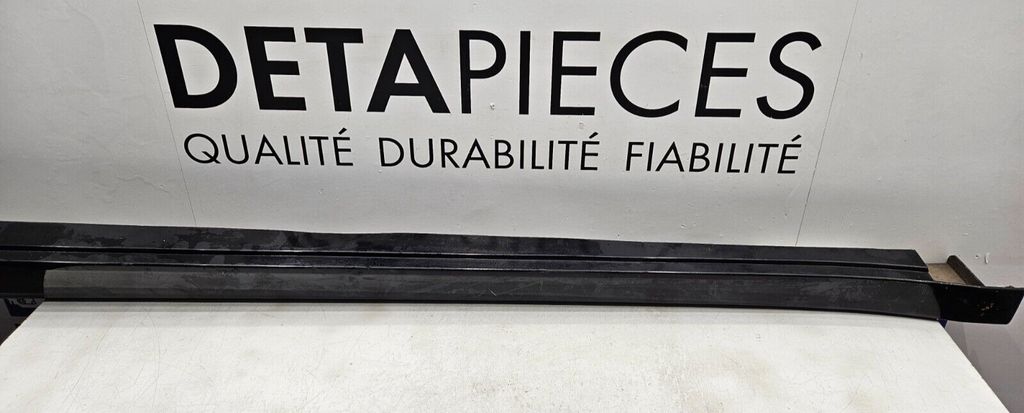 DETAPIECES
QUALITÉ DURABILITÉ FIABILITÉ